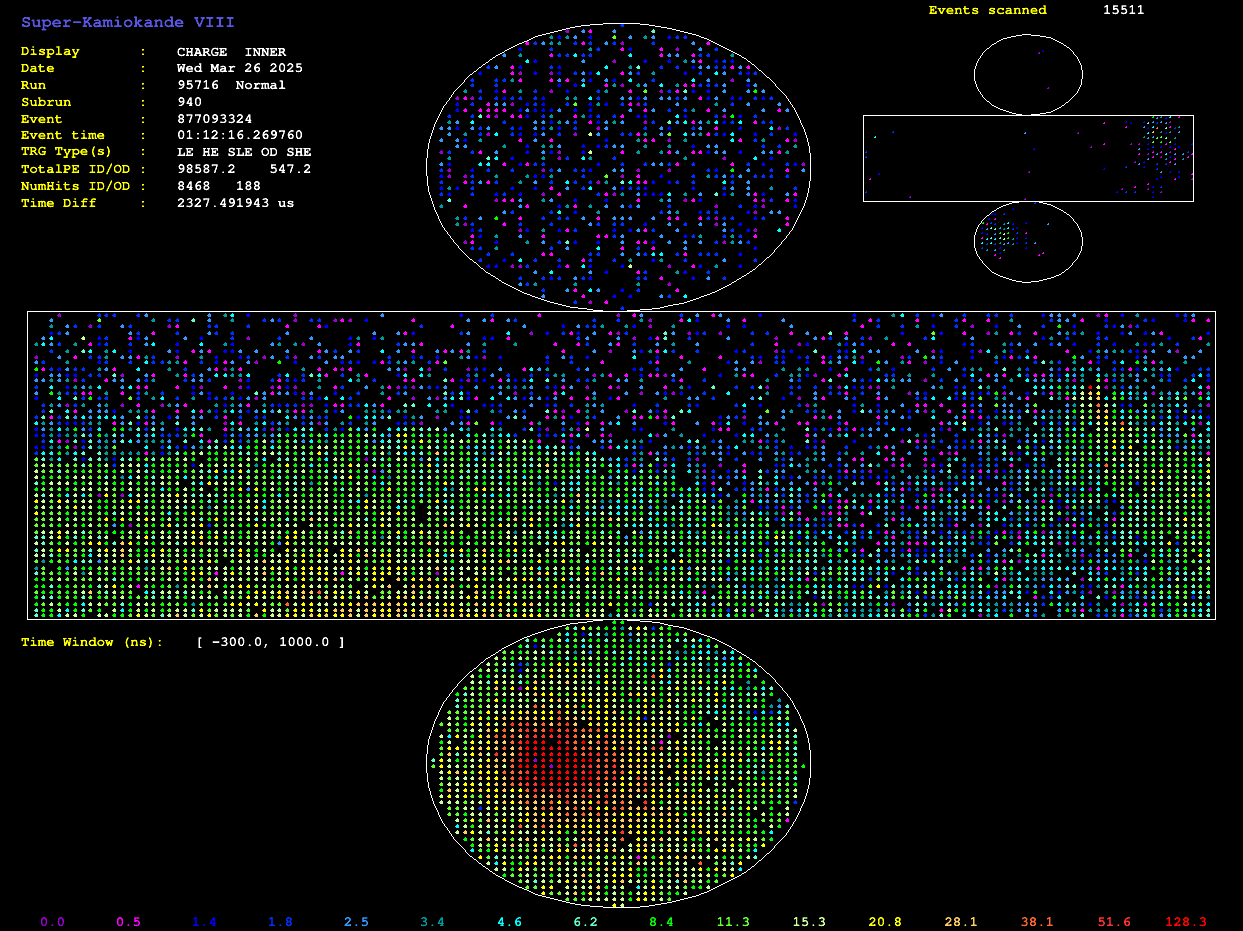 Super-Kamiokande VIII
Events scanned 15511
Display : CHARGE INNER
Date : Wed Mar 26 2025
Run : 95716 Normal
Subrun : 940
Event : 877093324
Event time : 01:12:16.269760
TRG Type(s) : LE HE SLE OD SHE
TotalPE ID/OD : 98587.2 547.2
NumHits ID/OD : 8468 188
Time Diff : 2327.491943 us
Time Window (ns): [ -300.0, 1000.0 ]
0.0 0.5 1.4 1.8 2.5 3.4 4.6 6.2 8.4 11.3 15.3 20.8 28.1 38.1 51.6 128.3